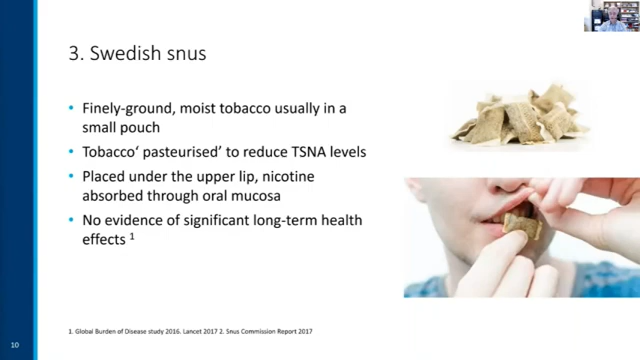 3. Swedish snus
• Finely-ground, moist tobacco usually in a
small pouch
• Tobacco‘ pasteurised’ to reduce TSNA levels
• Placed under the upper lip, nicotine
absorbed through oral mucosa
• No evidence of significant long-term health
effects 1
1. Global Burden of Disease study 2016. Lancet 2017 2. Snus Commission Report 2017
10